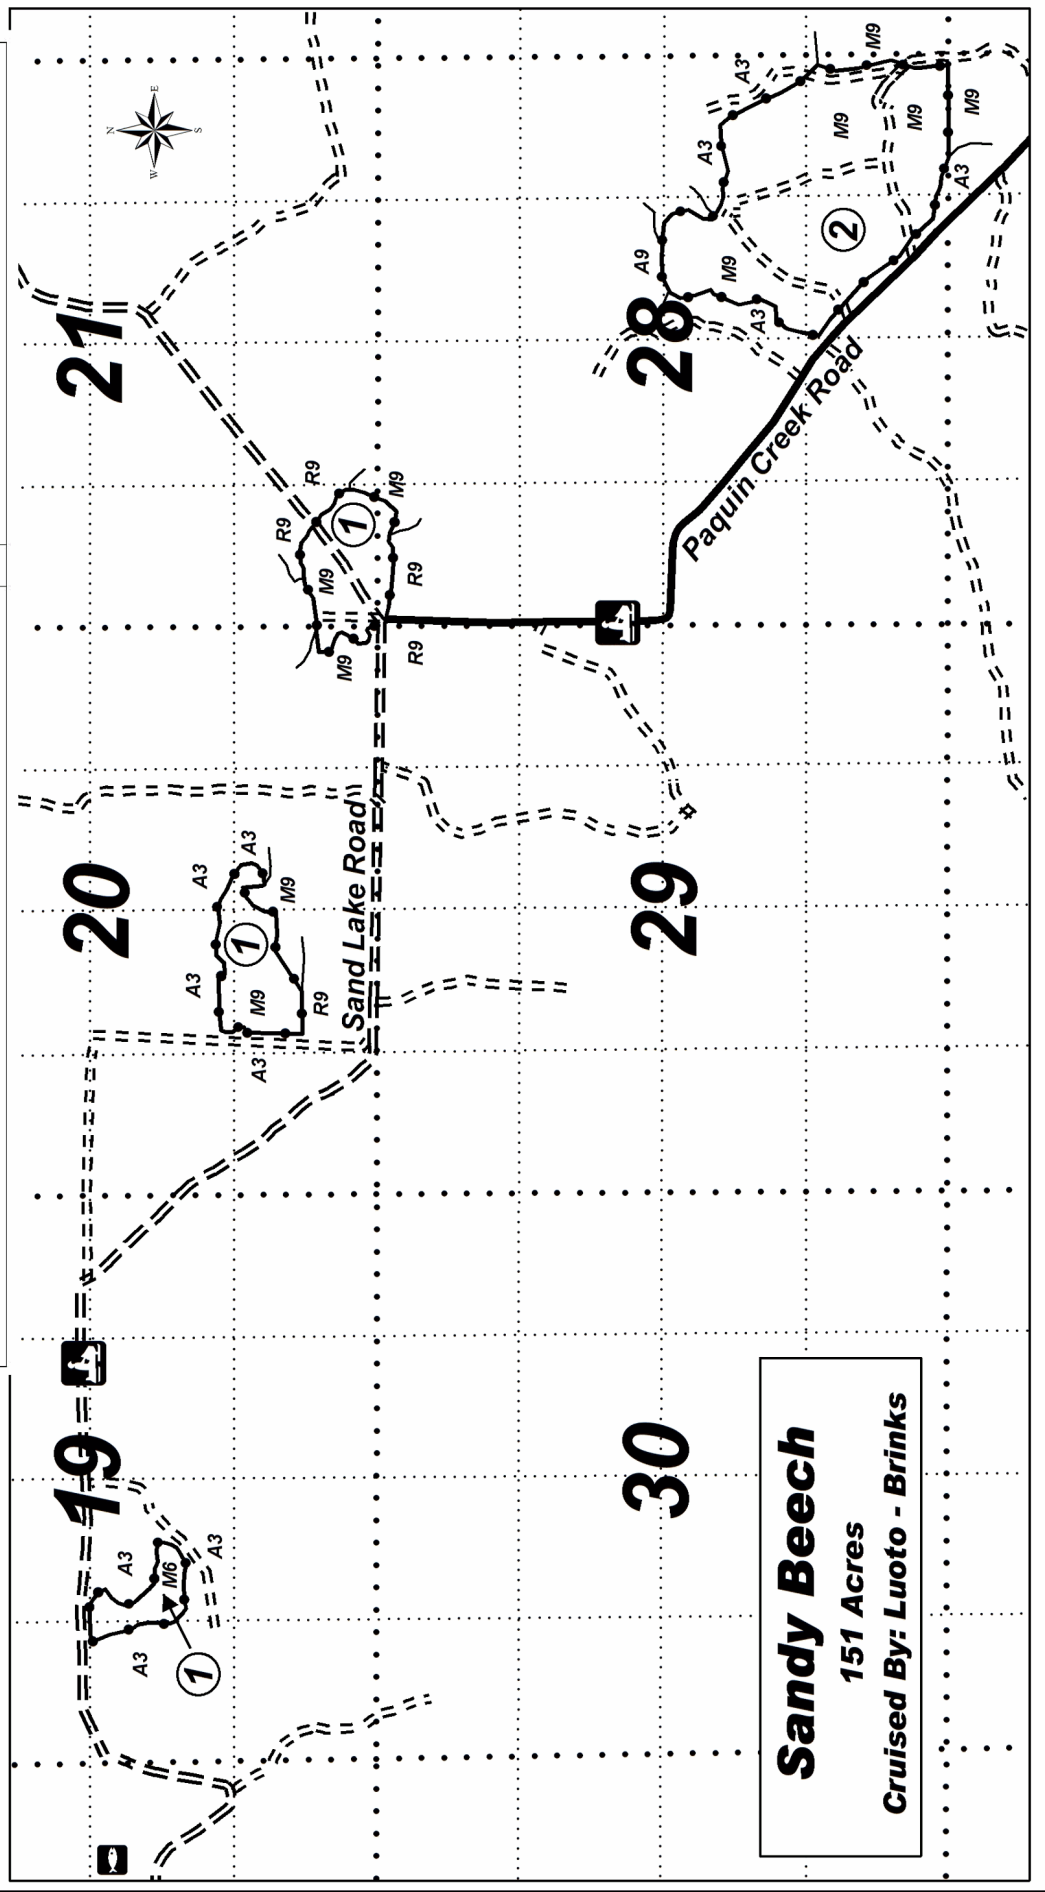 19
A3
A3
M6
A3
1
20
A3
A3
A3
M9
1
M9
A3
R9
Sand Lake Road
21
N
W E
S
R9
R9
M9
1
M9
M9
R9
R9
30
29
28
A9
M9
A3
A3
A3
M9
M9
M9
M9
A3
2
Paquin Creek Road
Sandy Beech
151 Acres
Cruised By: Luoto - Brinks